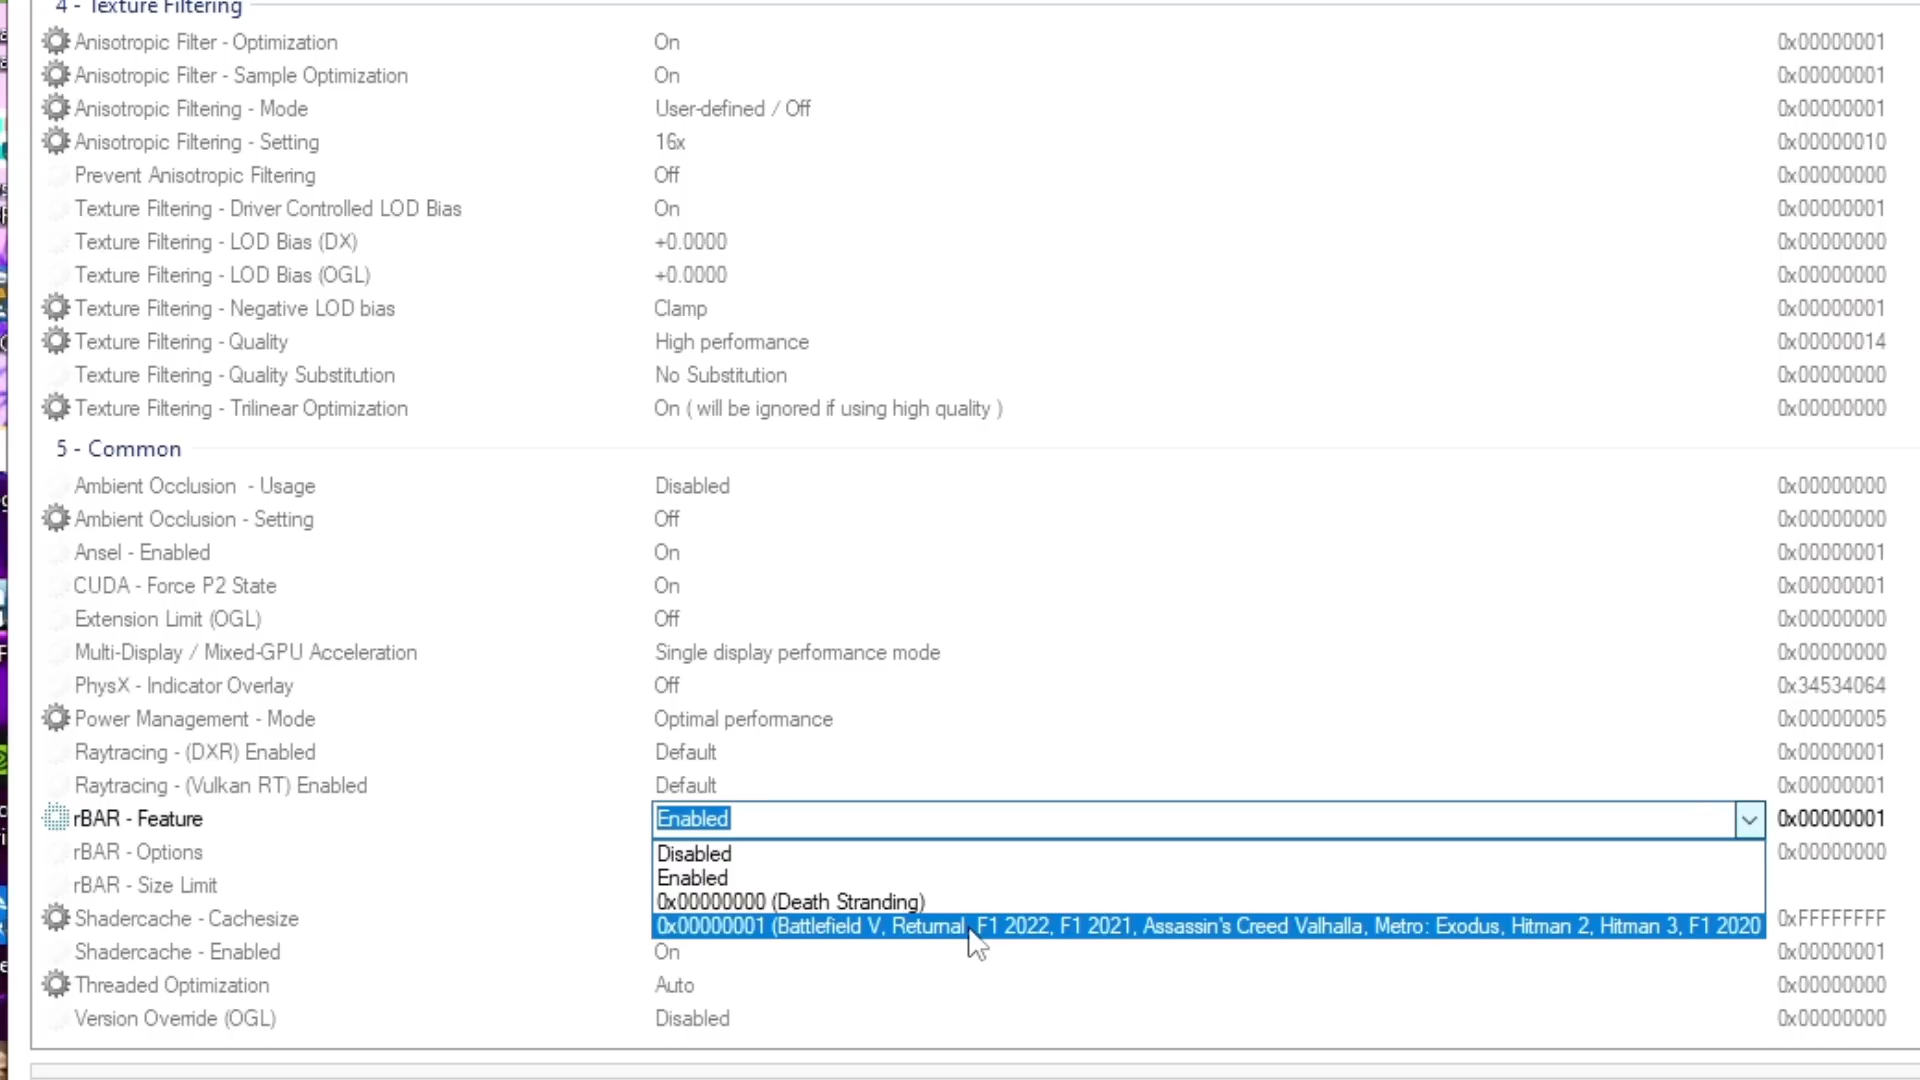 4 - Texture Filtering
Anisotropic Filter - Optimization On 0x00000001
Anisotropic Filter - Sample Optimization On 0x00000001
Anisotropic Filtering - Mode User-defined / Off 0x00000001
Anisotropic Filtering - Setting 16x 0x00000010
Prevent Anisotropic Filtering Off 0x00000000
Texture Filtering - Driver Controlled LOD Bias On 0x00000001
Texture Filtering - LOD Bias (DX) +0.0000 0x00000000
Texture Filtering - LOD Bias (OGL) +0.0000 0x00000000
Texture Filtering - Negative LOD bias Clamp 0x00000001
Texture Filtering - Quality High performance 0x00000014
Texture Filtering - Quality Substitution No Substitution 0x00000000
Texture Filtering - Trilinear Optimization On ( will be ignored if using high quality ) 0x00000000
5 - Common
Ambient Occlusion - Usage Disabled 0x00000000
Ambient Occlusion - Setting Off 0x00000000
Ansel - Enabled On 0x00000001
CUDA - Force P2 State On 0x00000001
Extension Limit (OGL) Off 0x00000000
Multi-Display / Mixed-GPU Acceleration Single display performance mode 0x00000000
PhysX - Indicator Overlay Off 0x34534064
Power Management - Mode Optimal performance 0x00000005
Raytracing - (DXR) Enabled Default 0x00000001
Raytracing - (Vulkan RT) Enabled Default 0x00000001
rBAR - Feature Enabled 0x00000001
rBAR - Options Disabled 0x00000000
Enabled
rBAR - Size Limit 0x00000000 (Death Stranding)
0x00000001 (Battlefield V, Returnal, F1 2022, F1 2021, Assassin's Creed Valhalla, Metro: Exodus, Hitman 2, Hitman 3, F1 2020
Shadercache - Cachesize 0xFFFFFFFF
Shadercache - Enabled On 0x00000001
Threaded Optimization Auto 0x00000000
Version Override (OGL) Disabled 0x00000000